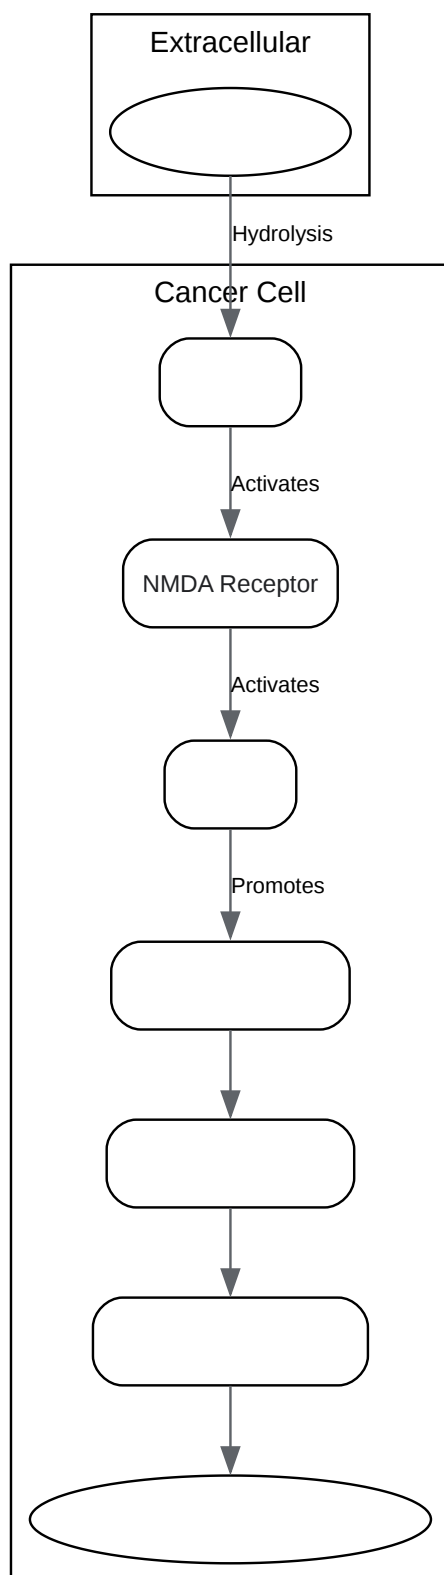 Extracellular
Hydrolysis
Cancer Cell
Activates
NMDA Receptor
Activates
Promotes